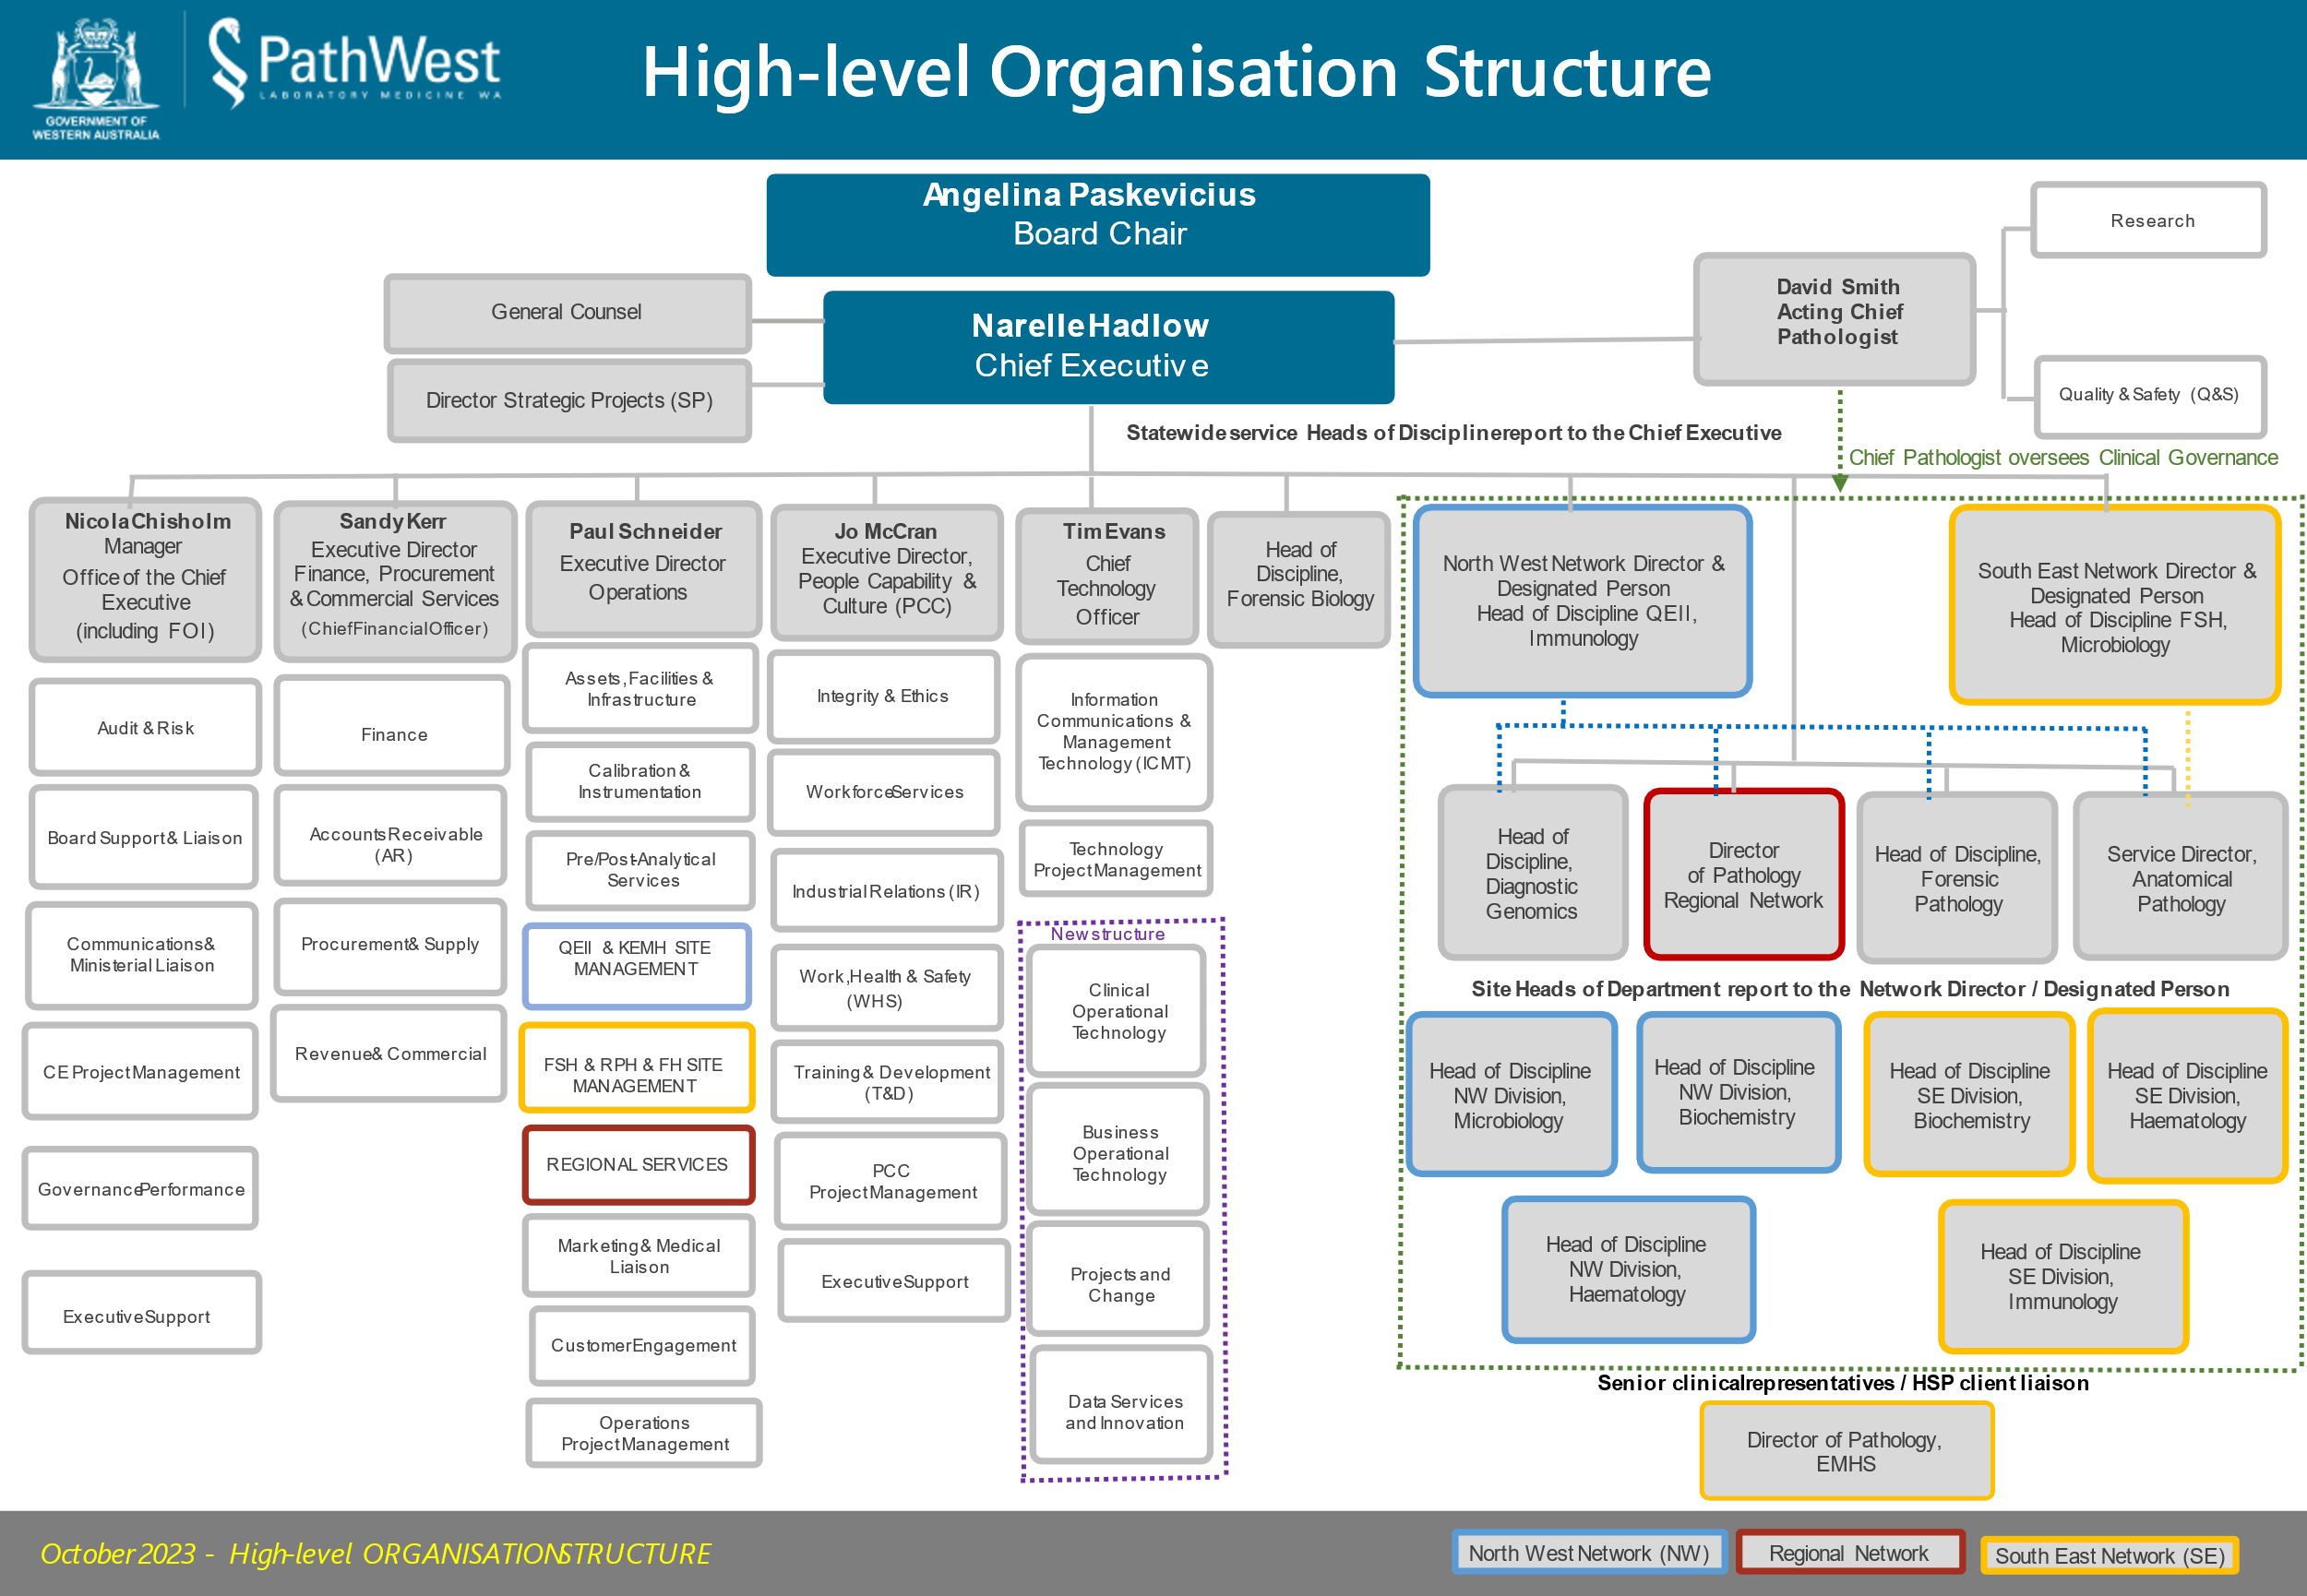 GOVERNMENT OF
WESTERN AUSTRALIA
PathWest
LABORATORY MEDICINE WA
High-level Organisation Structure
Angelina Paskevicius
Board Chair
Narelle Hadlow
Chief Executive
General Counsel
Director Strategic Projects (SP)
David Smith
Acting Chief
Pathologist
Research
Quality & Safety (Q&S)
Statewide service Heads of Discipline report to the Chief Executive
Chief Pathologist oversees Clinical Governance
Nicola Chisholm
Manager
Office of the Chief
Executive
(including FOI)
Audit & Risk
Board Support & Liaison
Communications &
Ministerial Liaison
CE Project Management
Governance Performance
Executive Support
Sandy Kerr
Executive Director
Finance, Procurement
& Commercial Services
(Chief Financial Officer)
Finance
Accounts Receivable
(AR)
Procurement & Supply
Revenue & Commercial
Paul Schneider
Executive Director
Operations
Assets, Facilities &
Infrastructure
Calibration &
Instrumentation
Pre/Post-Analytical
Services
QEII & KEMH SITE
MANAGEMENT
FSH & RPH & FH SITE
MANAGEMENT
REGIONAL SERVICES
Marketing & Medical
Liaison
Customer Engagement
Operations
Project Management
Jo McCran
Executive Director,
People Capability &
Culture (PCC)
Integrity & Ethics
Workforce Services
Industrial Relations (IR)
Work, Health & Safety
(WHS)
Training & Development
(T&D)
PCC
Project Management
Executive Support
Tim Evans
Chief
Technology
Officer
Information
Communications &
Management
Technology (ICMT)
Technology
Project Management
New structure
Clinical
Operational
Technology
Business
Operational
Technology
Projects and
Change
Data Services
and Innovation
Head of
Discipline,
Forensic Biology
North West Network Director &
Designated Person
Head of Discipline QEII,
Immunology
South East Network Director &
Designated Person
Head of Discipline FSH,
Microbiology
Head of
Discipline,
Diagnostic
Genomics
Director
of Pathology
Regional Network
Head of Discipline,
Forensic
Pathology
Service Director,
Anatomical
Pathology
Site Heads of Department report to the Network Director / Designated Person
Head of Discipline
NW Division,
Microbiology
Head of Discipline
NW Division,
Biochemistry
Head of Discipline
SE Division,
Biochemistry
Head of Discipline
SE Division,
Haematology
Head of Discipline
NW Division,
Haematology
Head of Discipline
SE Division,
Immunology
Senior clinical representatives / HSP client liaison
Director of Pathology,
EMHS
October 2023 - High-level ORGANISATION STRUCTURE
North West Network (NW)
Regional Network
South East Network (SE)